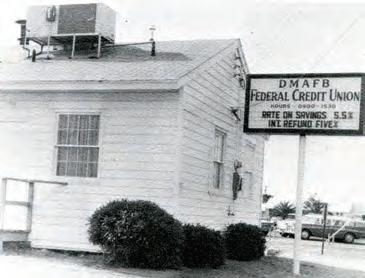 DMAFB
FEDERAL CREDIT UNION
HOURS - 0900 - 1530
RATE ON SAVINGS 5.5%
INT. REFUND FIVE%